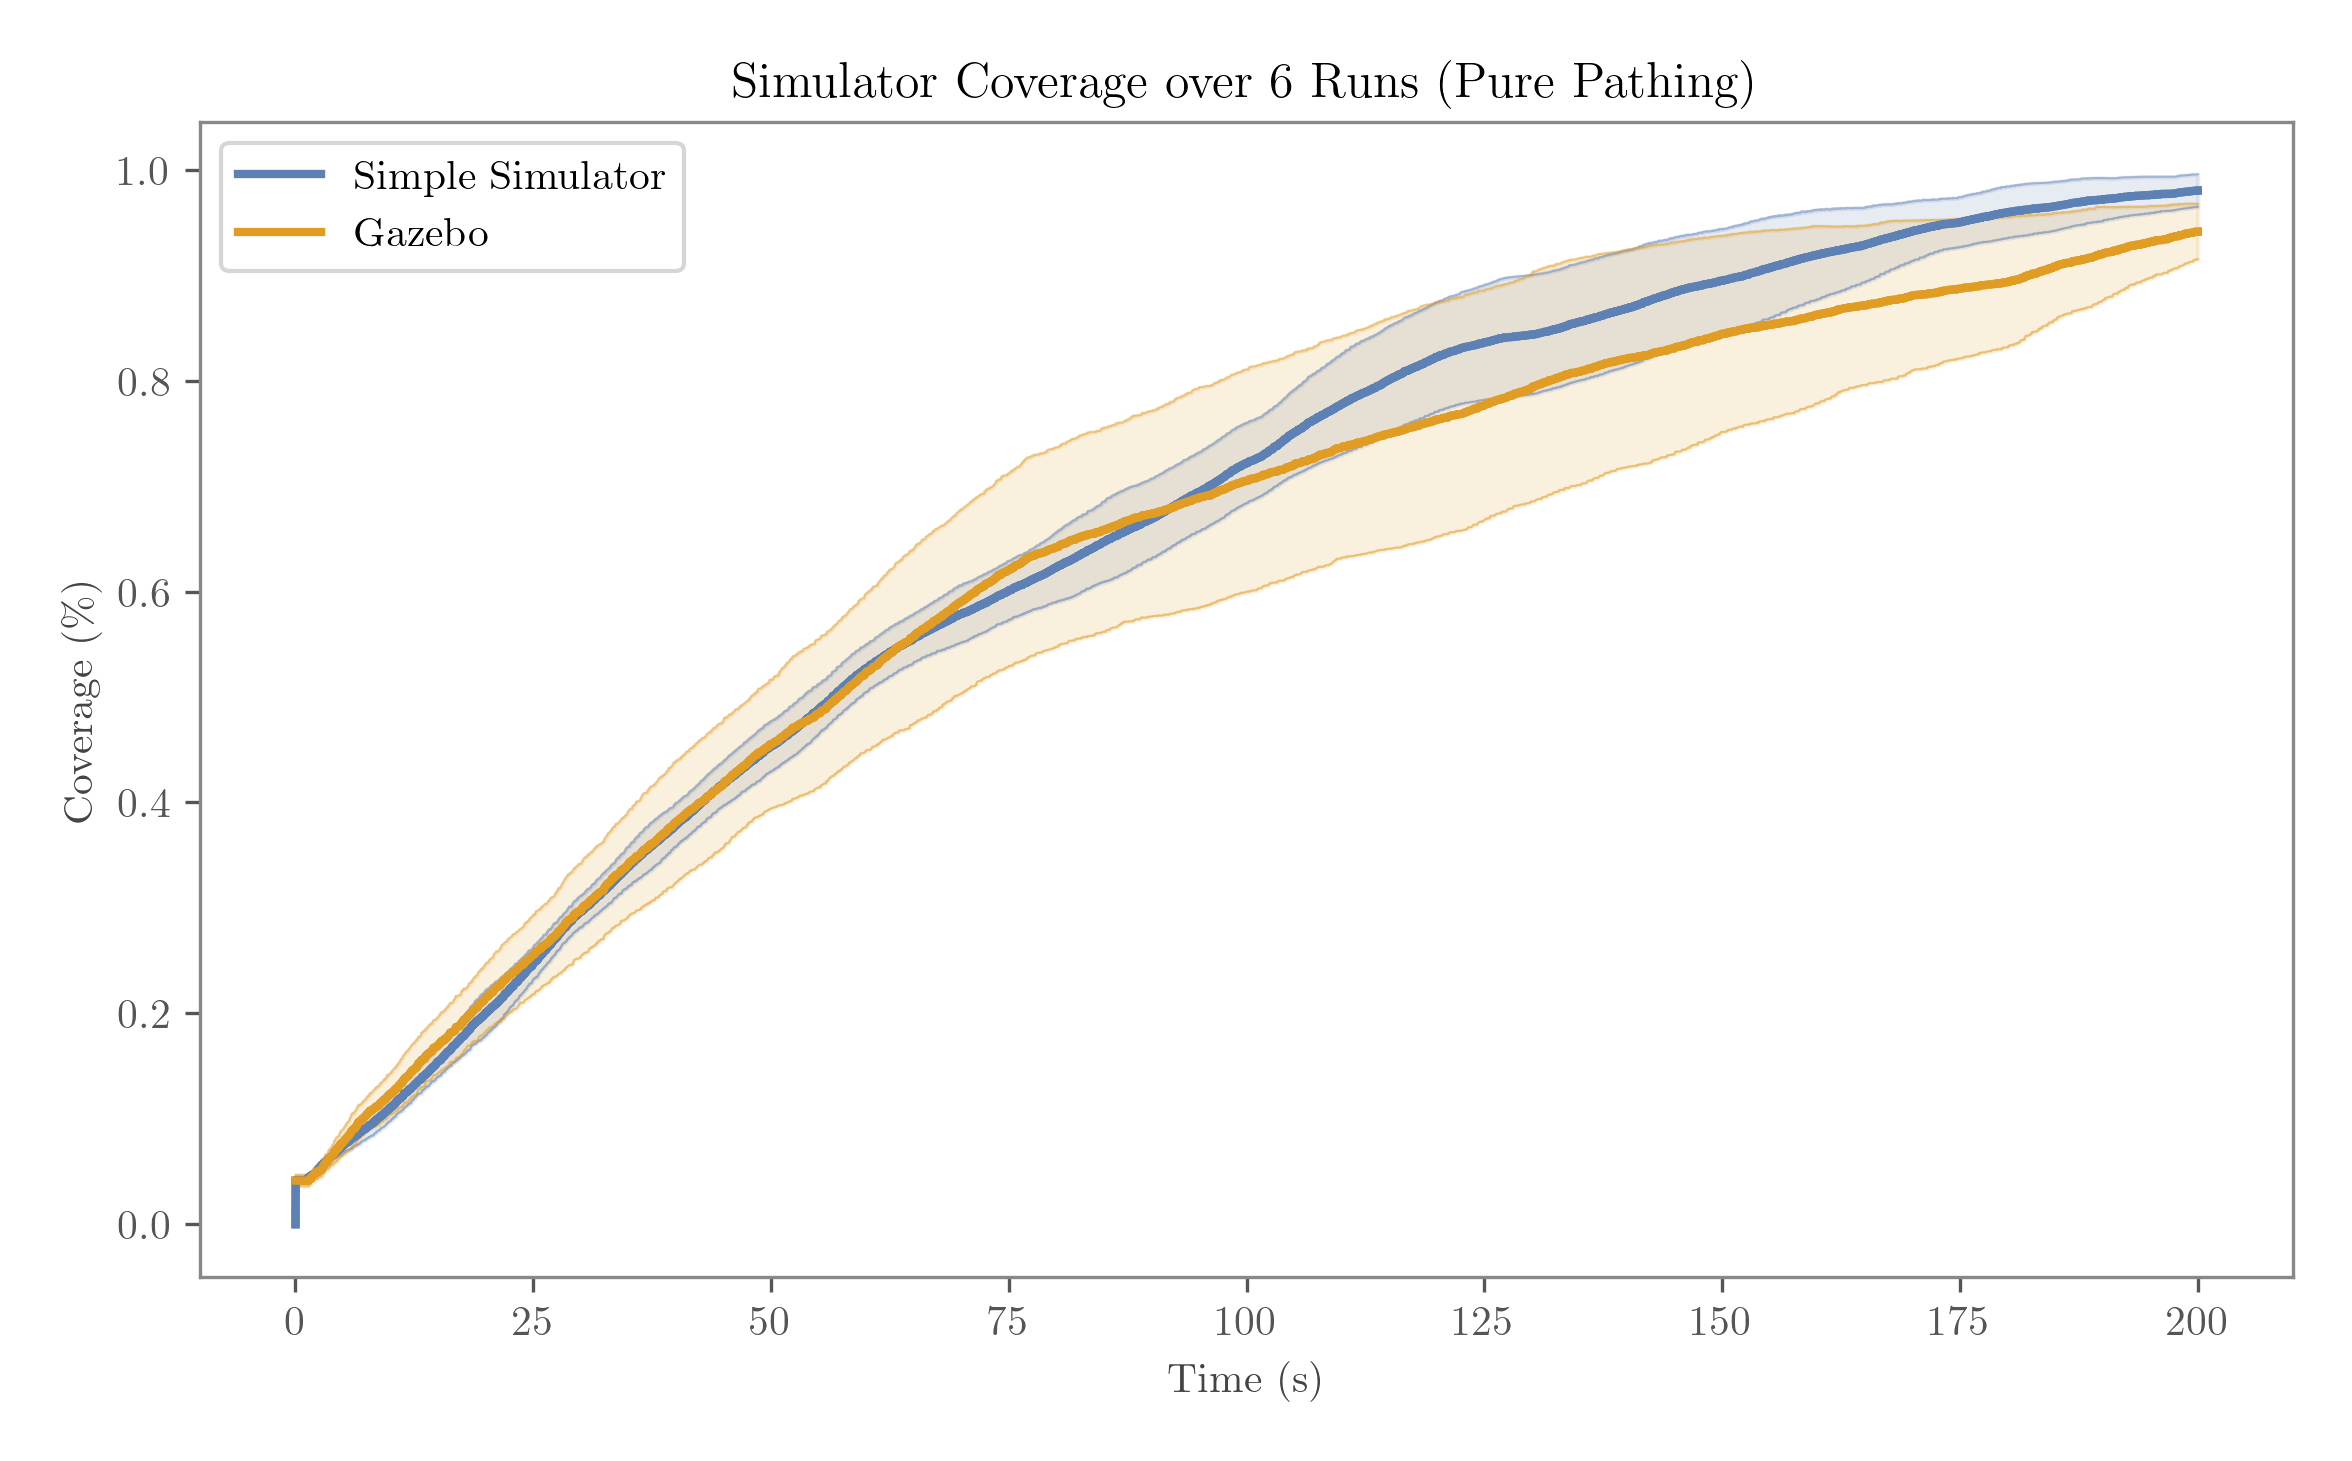 Simulator Coverage over 6 Runs (Pure Pathing)
Simple Simulator
Gazebo
Coverage (%)
1.0
0.8
0.6
0.4
0.2
0.0
0 25 50 75 100 125 150 175 200
Time (s)